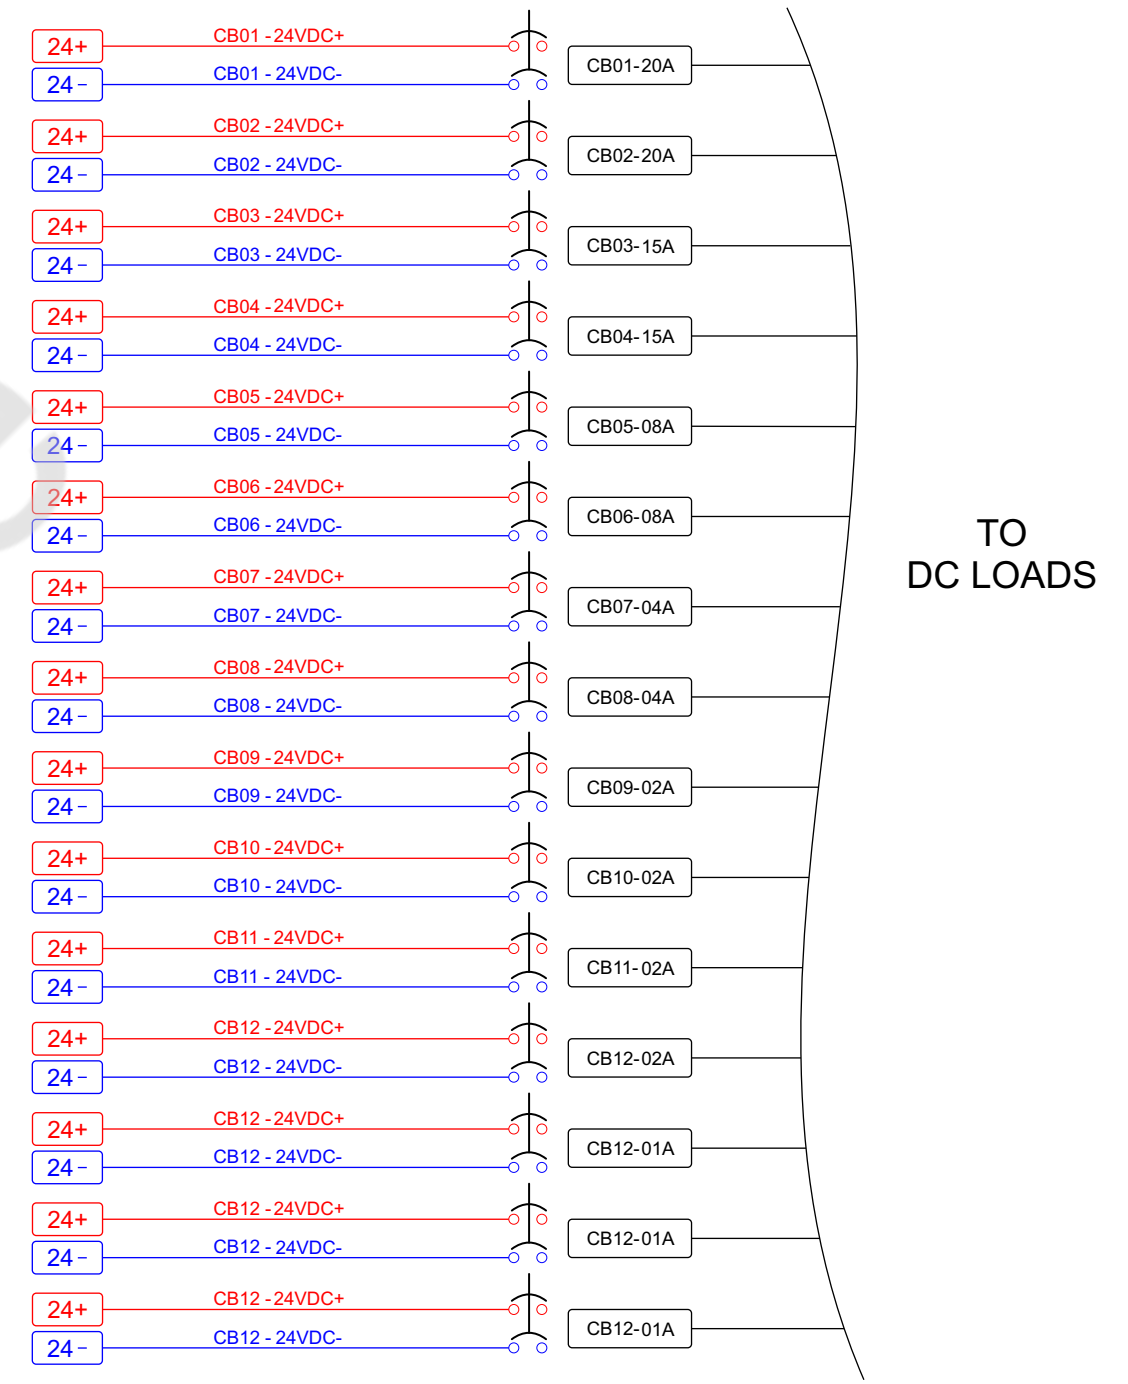 24+ CB01 - 24VDC+
CB01-20A
24- CB01 - 24VDC-
24+ CB02 - 24VDC+
CB02-20A
24- CB02 - 24VDC-
24+ CB03 - 24VDC+
CB03-15A
24- CB03 - 24VDC-
24+ CB04 - 24VDC+
CB04-15A
24- CB04 - 24VDC-
24+ CB05 - 24VDC+
CB05-08A
24- CB05 - 24VDC-
24+ CB06 - 24VDC+
CB06-08A
24- CB06 - 24VDC-
TO
DC LOADS
24+ CB07 - 24VDC+
CB07-04A
24- CB07 - 24VDC-
24+ CB08 - 24VDC+
CB08-04A
24- CB08 - 24VDC-
24+ CB09 - 24VDC+
CB09-02A
24- CB09 - 24VDC-
24+ CB10 - 24VDC+
CB10-02A
24- CB10 - 24VDC-
24+ CB11 - 24VDC+
CB11-02A
24- CB11 - 24VDC-
24+ CB12 - 24VDC+
CB12-02A
24- CB12 - 24VDC-
24+ CB12 - 24VDC+
CB12-01A
24- CB12 - 24VDC-
24+ CB12 - 24VDC+
CB12-01A
24- CB12 - 24VDC-
24+ CB12 - 24VDC+
CB12-01A
24- CB12 - 24VDC-